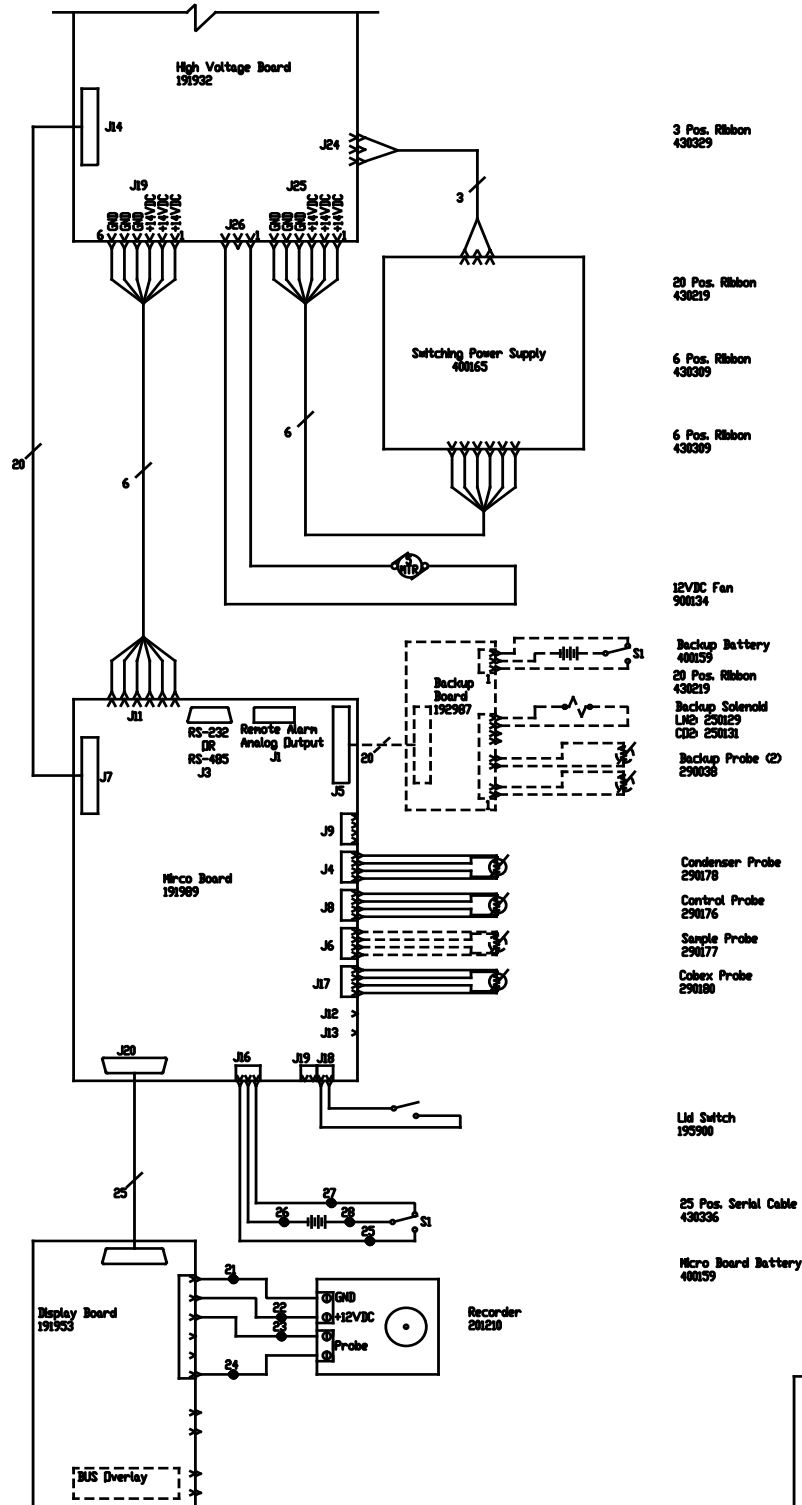 High Voltage Board
191932
J14
J24
3 Pos. Ribbon
430329
J19
GND
GND
GND
+14VDC
+14VDC
+14VDC
6
1
J26
1
J25
GND
GND
GND
+14VDC
+14VDC
+14VDC
1
3
20 Pos. Ribbon
430219
Switching Power Supply
400165
6 Pos. Ribbon
430309
6 Pos. Ribbon
430309
20
6
6
5
MTR
12VDC Fan
900134
Backup Battery
400159
S1
1
Backup
Board
192987
20 Pos. Ribbon
430219
Backup Solenoid
LN2: 250129
CO2: 250131
J11
RS-232
OR
RS-485
J3
Remote Alarm
Analog Output
J1
20
J5
J7
Backup Probe (2)
290038
1
J9
Mirco Board
191989
J4
Condenser Probe
290178
J8
Control Probe
290176
J6
Sample Probe
290177
J17
Cobex Probe
290180
J12
J13
J20
J16
J19
J18
Lid Switch
195900
25
27
26
28
S1
25
25 Pos. Serial Cable
430336
Micro Board Battery
400159
Display Board
191953
21
22
23
24
GND
+12VDC
Probe
Recorder
201210
BUS Overlay